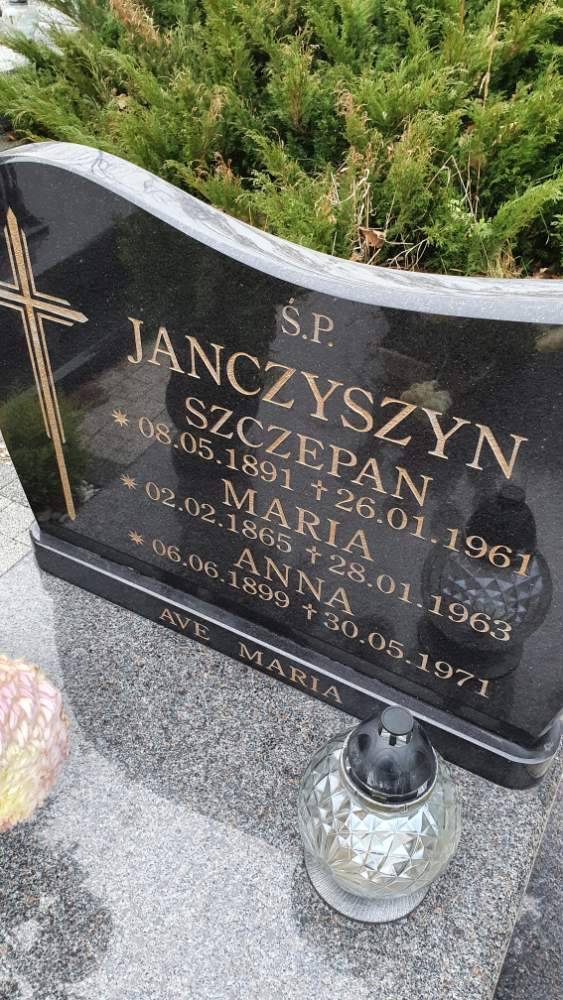 Ś.P.
JANCZYSZYN
SZCZEPAN
* 08.05.1891 † 26.01.1961
MARIA
* 02.02.1865 † 28.01.1963
ANNA
* 06.06.1899 † 30.05.1971
AVE MARIA